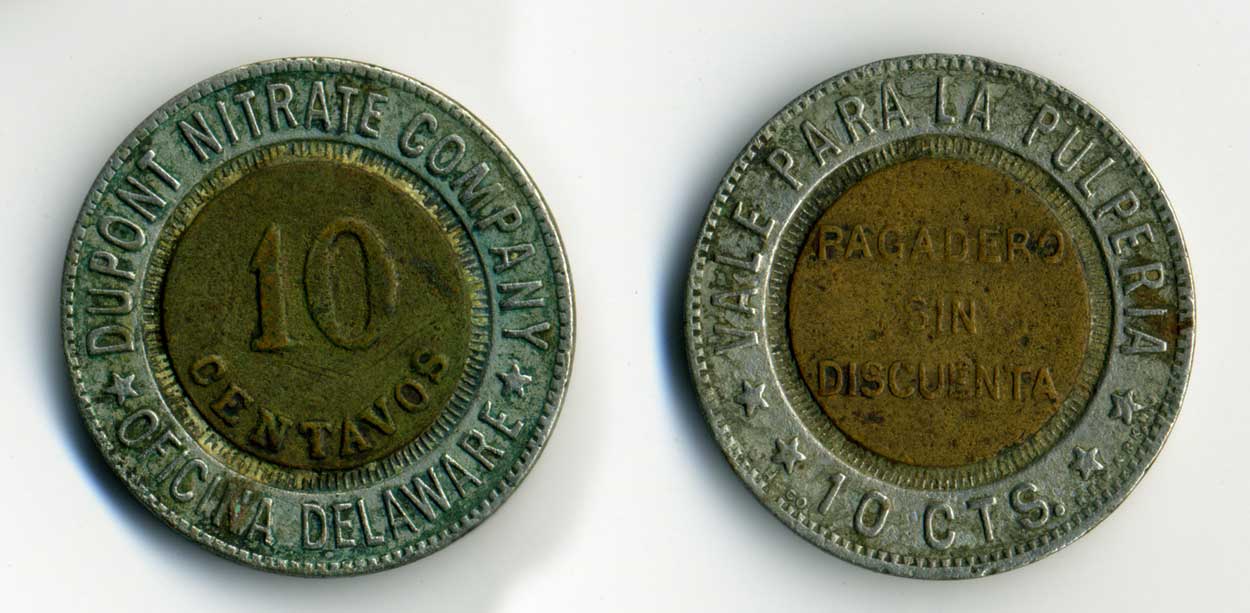 DUPONT NITRATE COMPANY
10
CENTAVOS
★ OFICINA DELAWARE ★
VALE PARA LA PULPERIA
PAGADERO
SIN
DISCUENTA
★ ★ 10 CTS. ★ ★